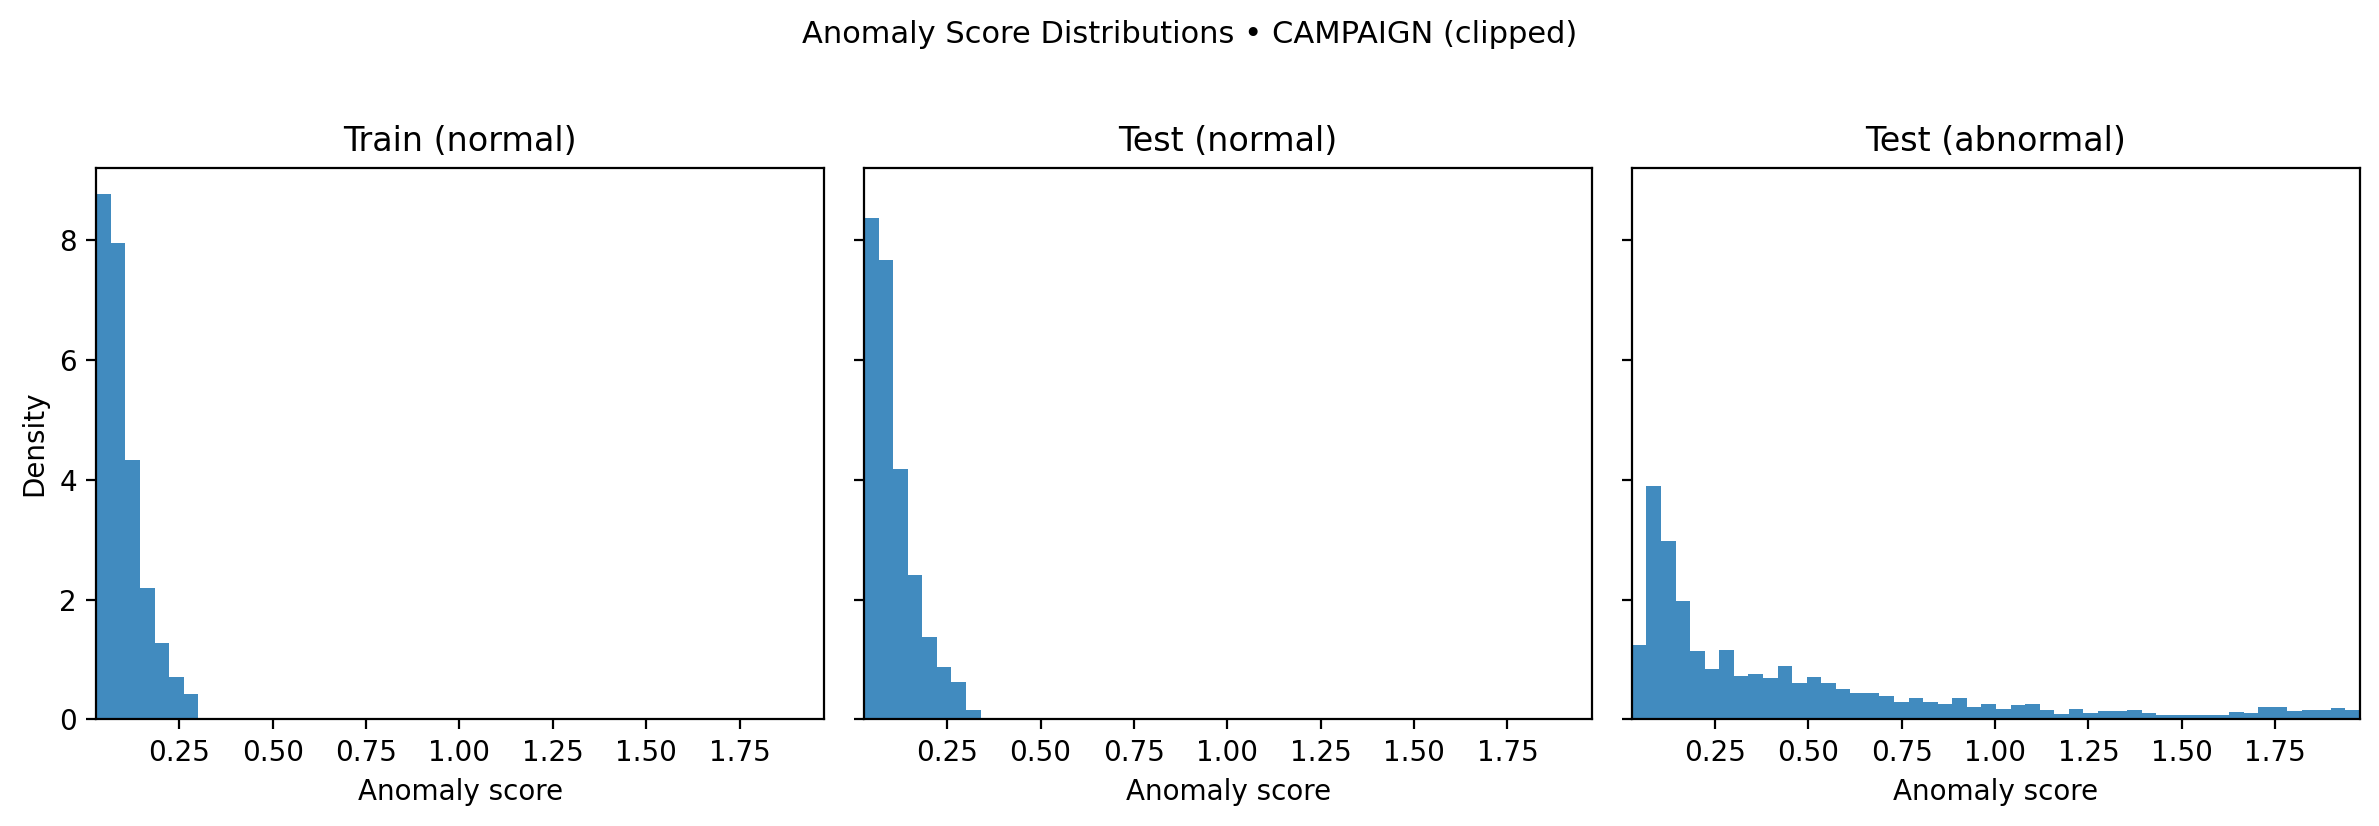 Anomaly Score Distributions • CAMPAIGN (clipped)
Train (normal)
Test (normal)
Test (abnormal)
Density
8
6
4
2
0
0.25 0.50 0.75 1.00 1.25 1.50 1.75
0.25 0.50 0.75 1.00 1.25 1.50 1.75
0.25 0.50 0.75 1.00 1.25 1.50 1.75
Anomaly score
Anomaly score
Anomaly score